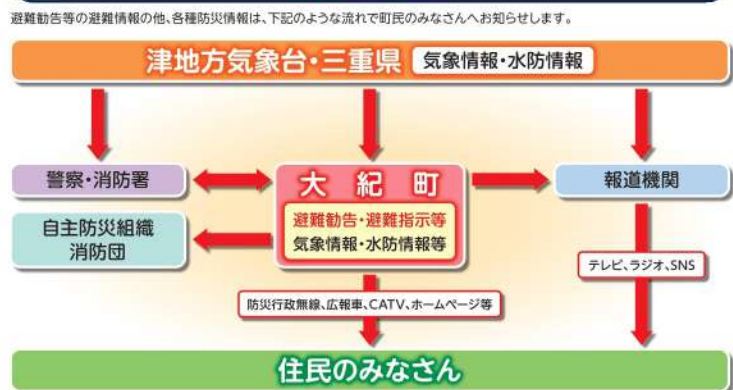 避難勧告等の避難情報の他、各種防災情報は、下記のような流れで町民のみなさんへお知らせします。
津地方気象台・三重県 気象情報・水防情報
警察・消防署
大紀町
報道機関
避難勧告・避難指示等
気象情報・水防情報等
自主防災組織
消防団
テレビ、ラジオ、SNS
防災行政無線、広報車、CATV、ホームページ等
住民のみなさん